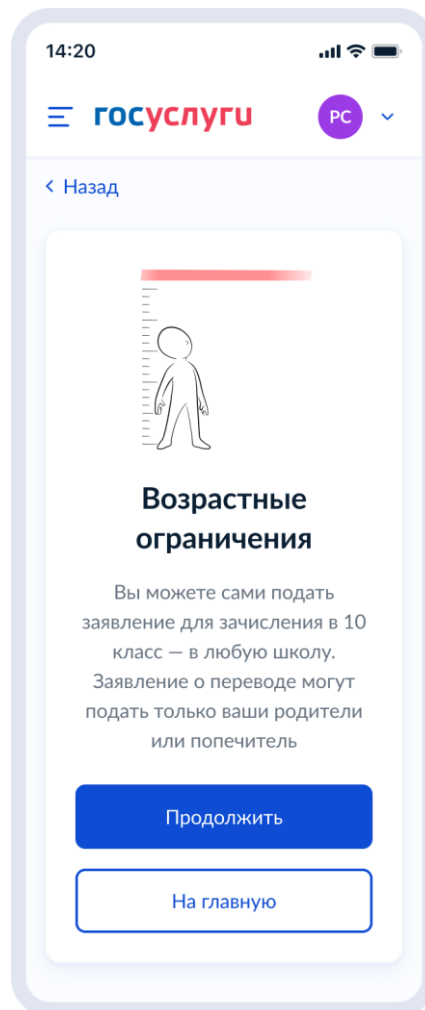 14:20
госуслуги
РС
Назад
Возрастные
ограничения
Вы можете сами подать
заявление для зачисления в 10
класс — в любую школу.
Заявление о переводе могут
подать только ваши родители
или попечитель
Продолжить
На главную